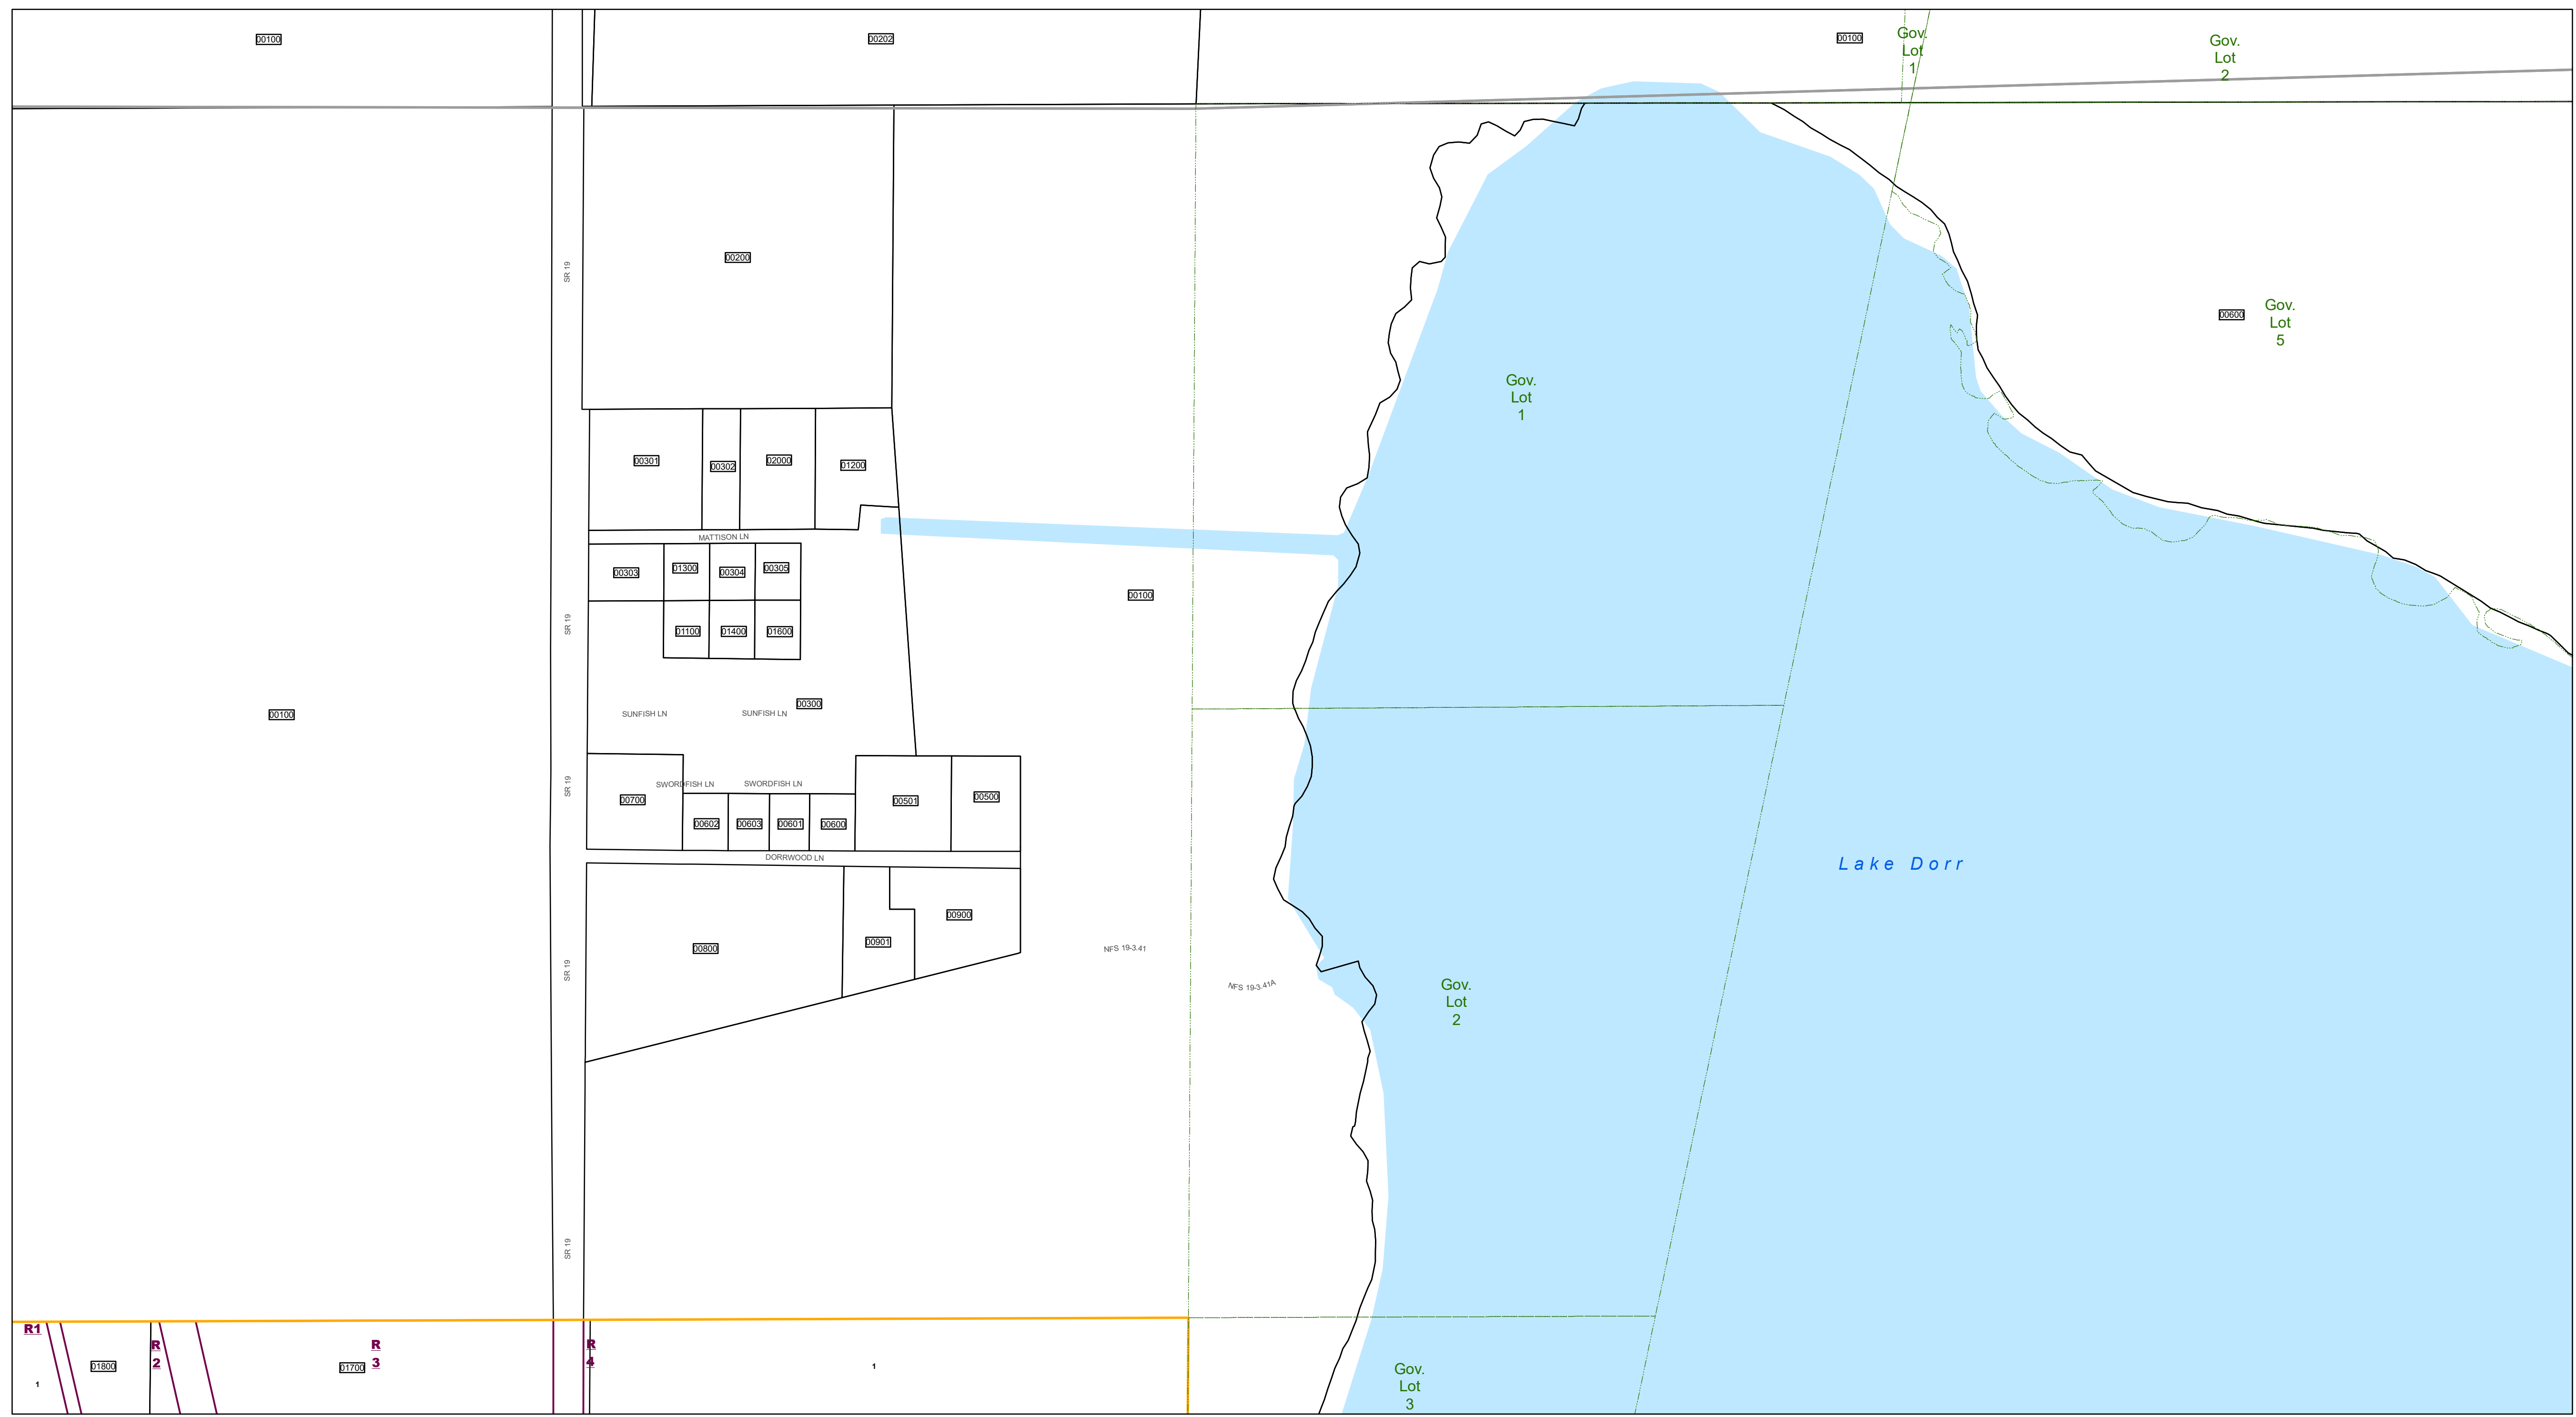 00100
00202
00100
Gov.
Lot
1
Gov.
Lot
2
SR 19
00200
00600
Gov.
Lot
5
Gov.
Lot
1
00301
00302
02000
01200
MATTISON LN
00303
01300
00304
00305
00100
SR 19
01100
01400
01600
00100
00300
SUNFISH LN
SUNFISH LN
SR 19
SWORDFISH LN
SWORDFISH LN
00700
00501
00500
00602
00603
00601
00600
DORRWOOD LN
Lake Dorr
00800
00901
00900
SR 19
NFS 19-3.41
NFS 19-3.41A
Gov.
Lot
2
SR 19
R1
R
2
R
3
R
4
01800
01700
1
1
Gov.
Lot
3